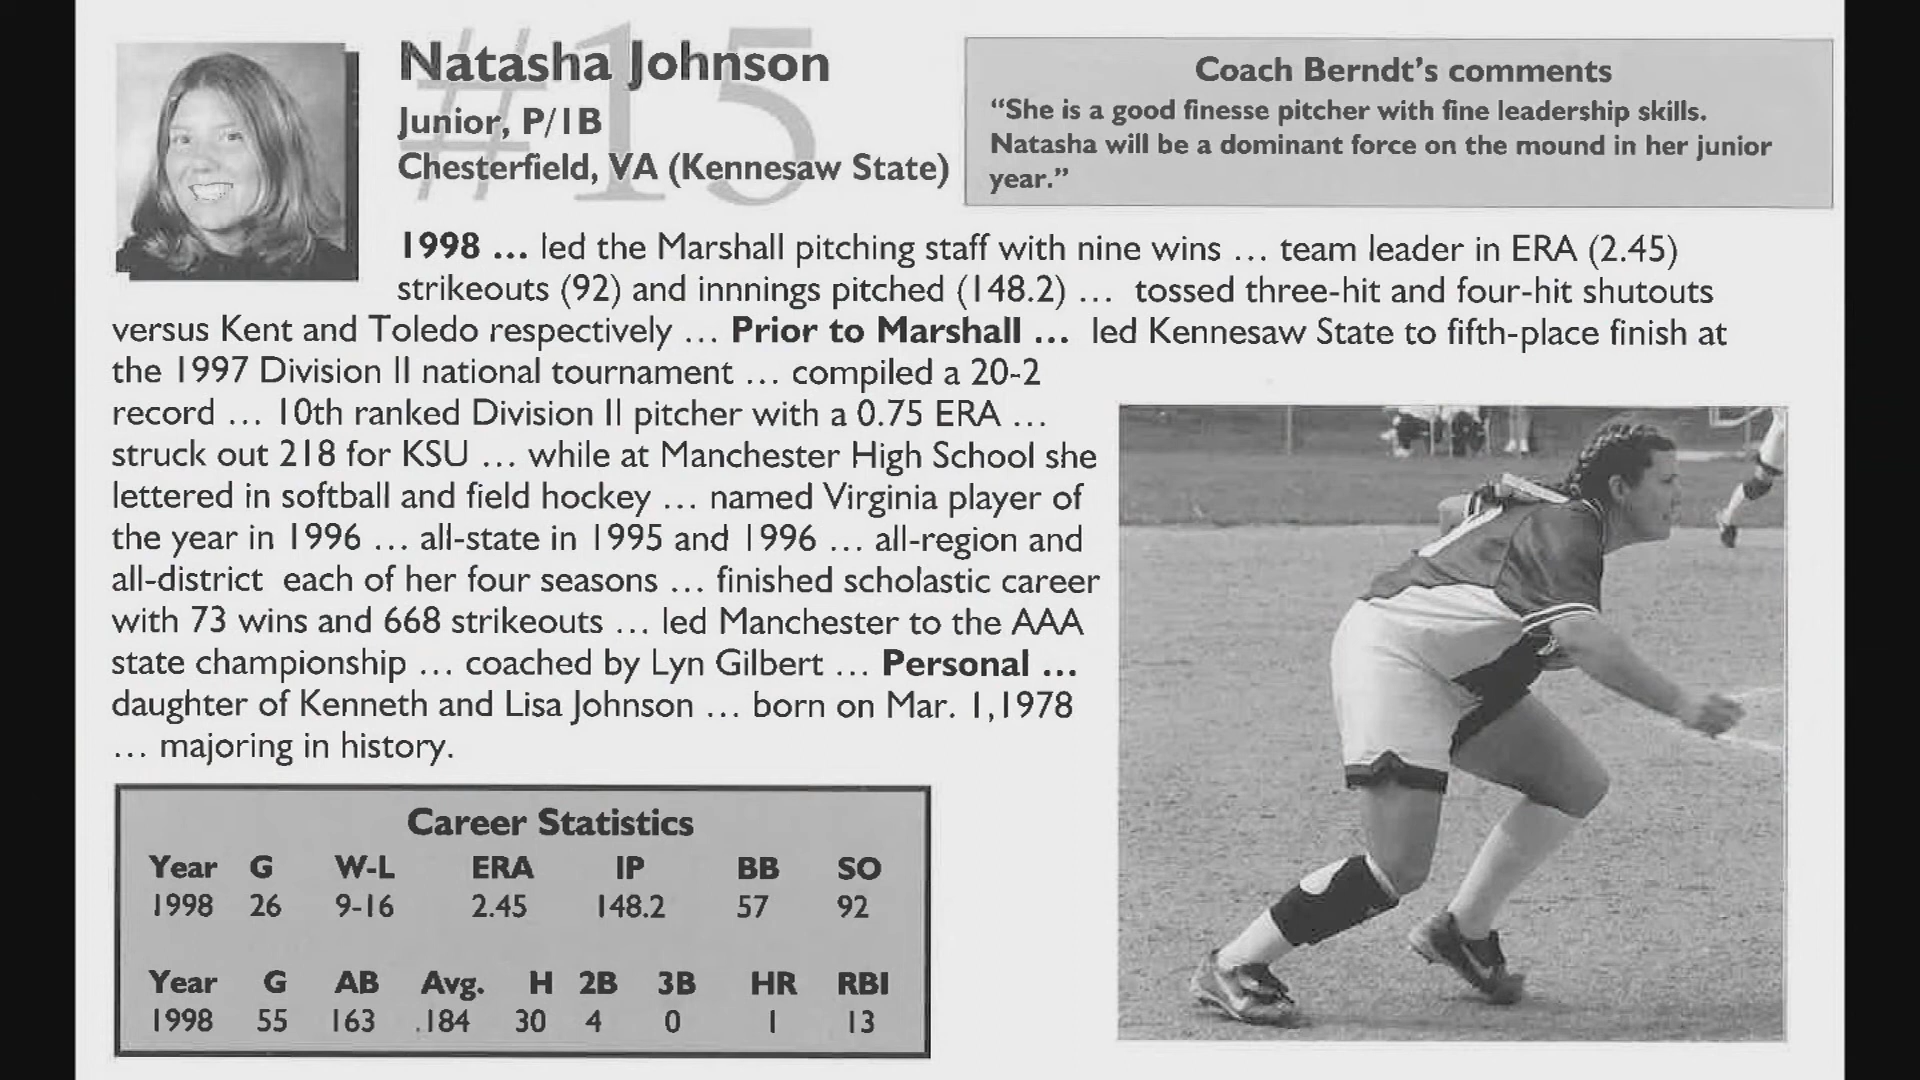 #15
Natasha Johnson
Junior, P/1B
Chesterfield, VA (Kennesaw State)
Coach Berndt's comments
“She is a good finesse pitcher with fine leadership skills.
Natasha will be a dominant force on the mound in her junior
year.”
1998 ... led the Marshall pitching staff with nine wins ... team leader in ERA (2.45)
strikeouts (92) and innnings pitched (148.2) ... tossed three-hit and four-hit shutouts
versus Kent and Toledo respectively ... Prior to Marshall ... led Kennesaw State to fifth-place finish at
the 1997 Division II national tournament ... compiled a 20-2
record ... 10th ranked Division II pitcher with a 0.75 ERA ...
struck out 218 for KSU ... while at Manchester High School she
lettered in softball and field hockey ... named Virginia player of
the year in 1996 ... all-state in 1995 and 1996 ... all-region and
all-district each of her four seasons ... finished scholastic career
with 73 wins and 668 strikeouts ... led Manchester to the AAA
state championship ... coached by Lyn Gilbert ... Personal ...
daughter of Kenneth and Lisa Johnson ... born on Mar. 1,1978
... majoring in history.
Career Statistics
Year G W-L ERA IP BB SO
1998 26 9-16 2.45 148.2 57 92
Year G AB Avg. H 2B 3B HR RBI
1998 55 163 .184 30 4 0 1 13